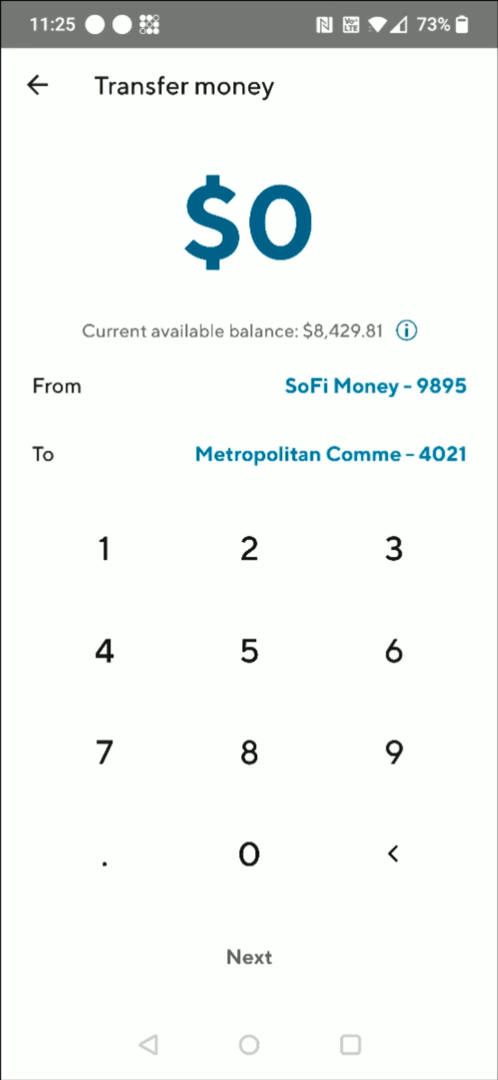 11:25 73%
Transfer money
$0
Current available balance: $8,429.81
From SoFi Money - 9895
To Metropolitan Comme - 4021
1 2 3
4 5 6
7 8 9
. 0 <
Next